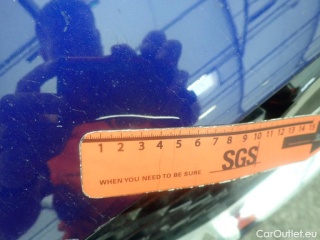 1 2 3 4 5 6 7 8 9 10 11 12 13 14 15
WHEN YOU NEED TO BE SURE SGS
CarOutlet.eu